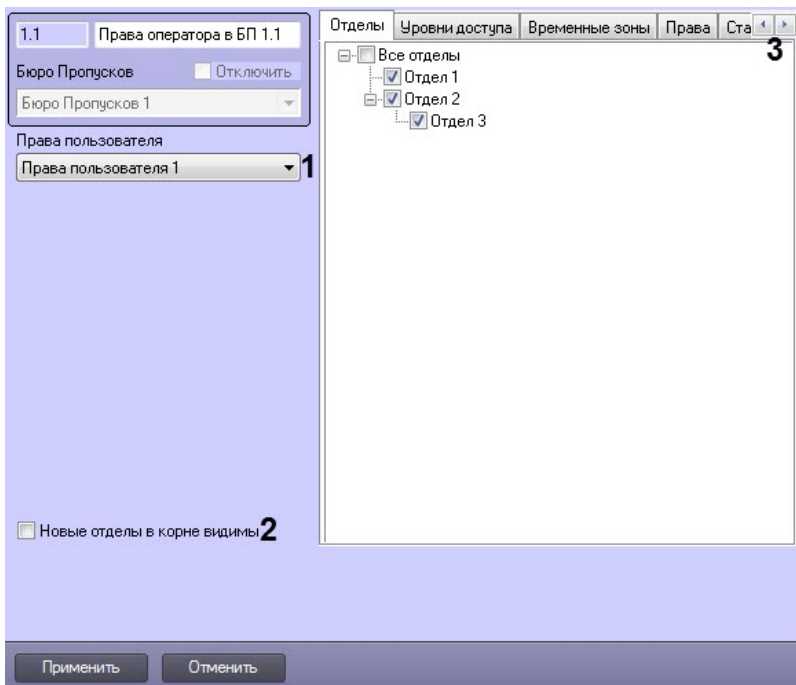 1.1
Права оператора в БП 1.1
Бюро Пропусков
Отключить
Бюро Пропусков 1
Права пользователя
Права пользователя 1
1
Новые отделы в корне видимы
2
Отделы
Уровни доступа
Временные зоны
Права
Ста
3
Все отделы
Отдел 1
Отдел 2
Отдел 3
Применить
Отменить